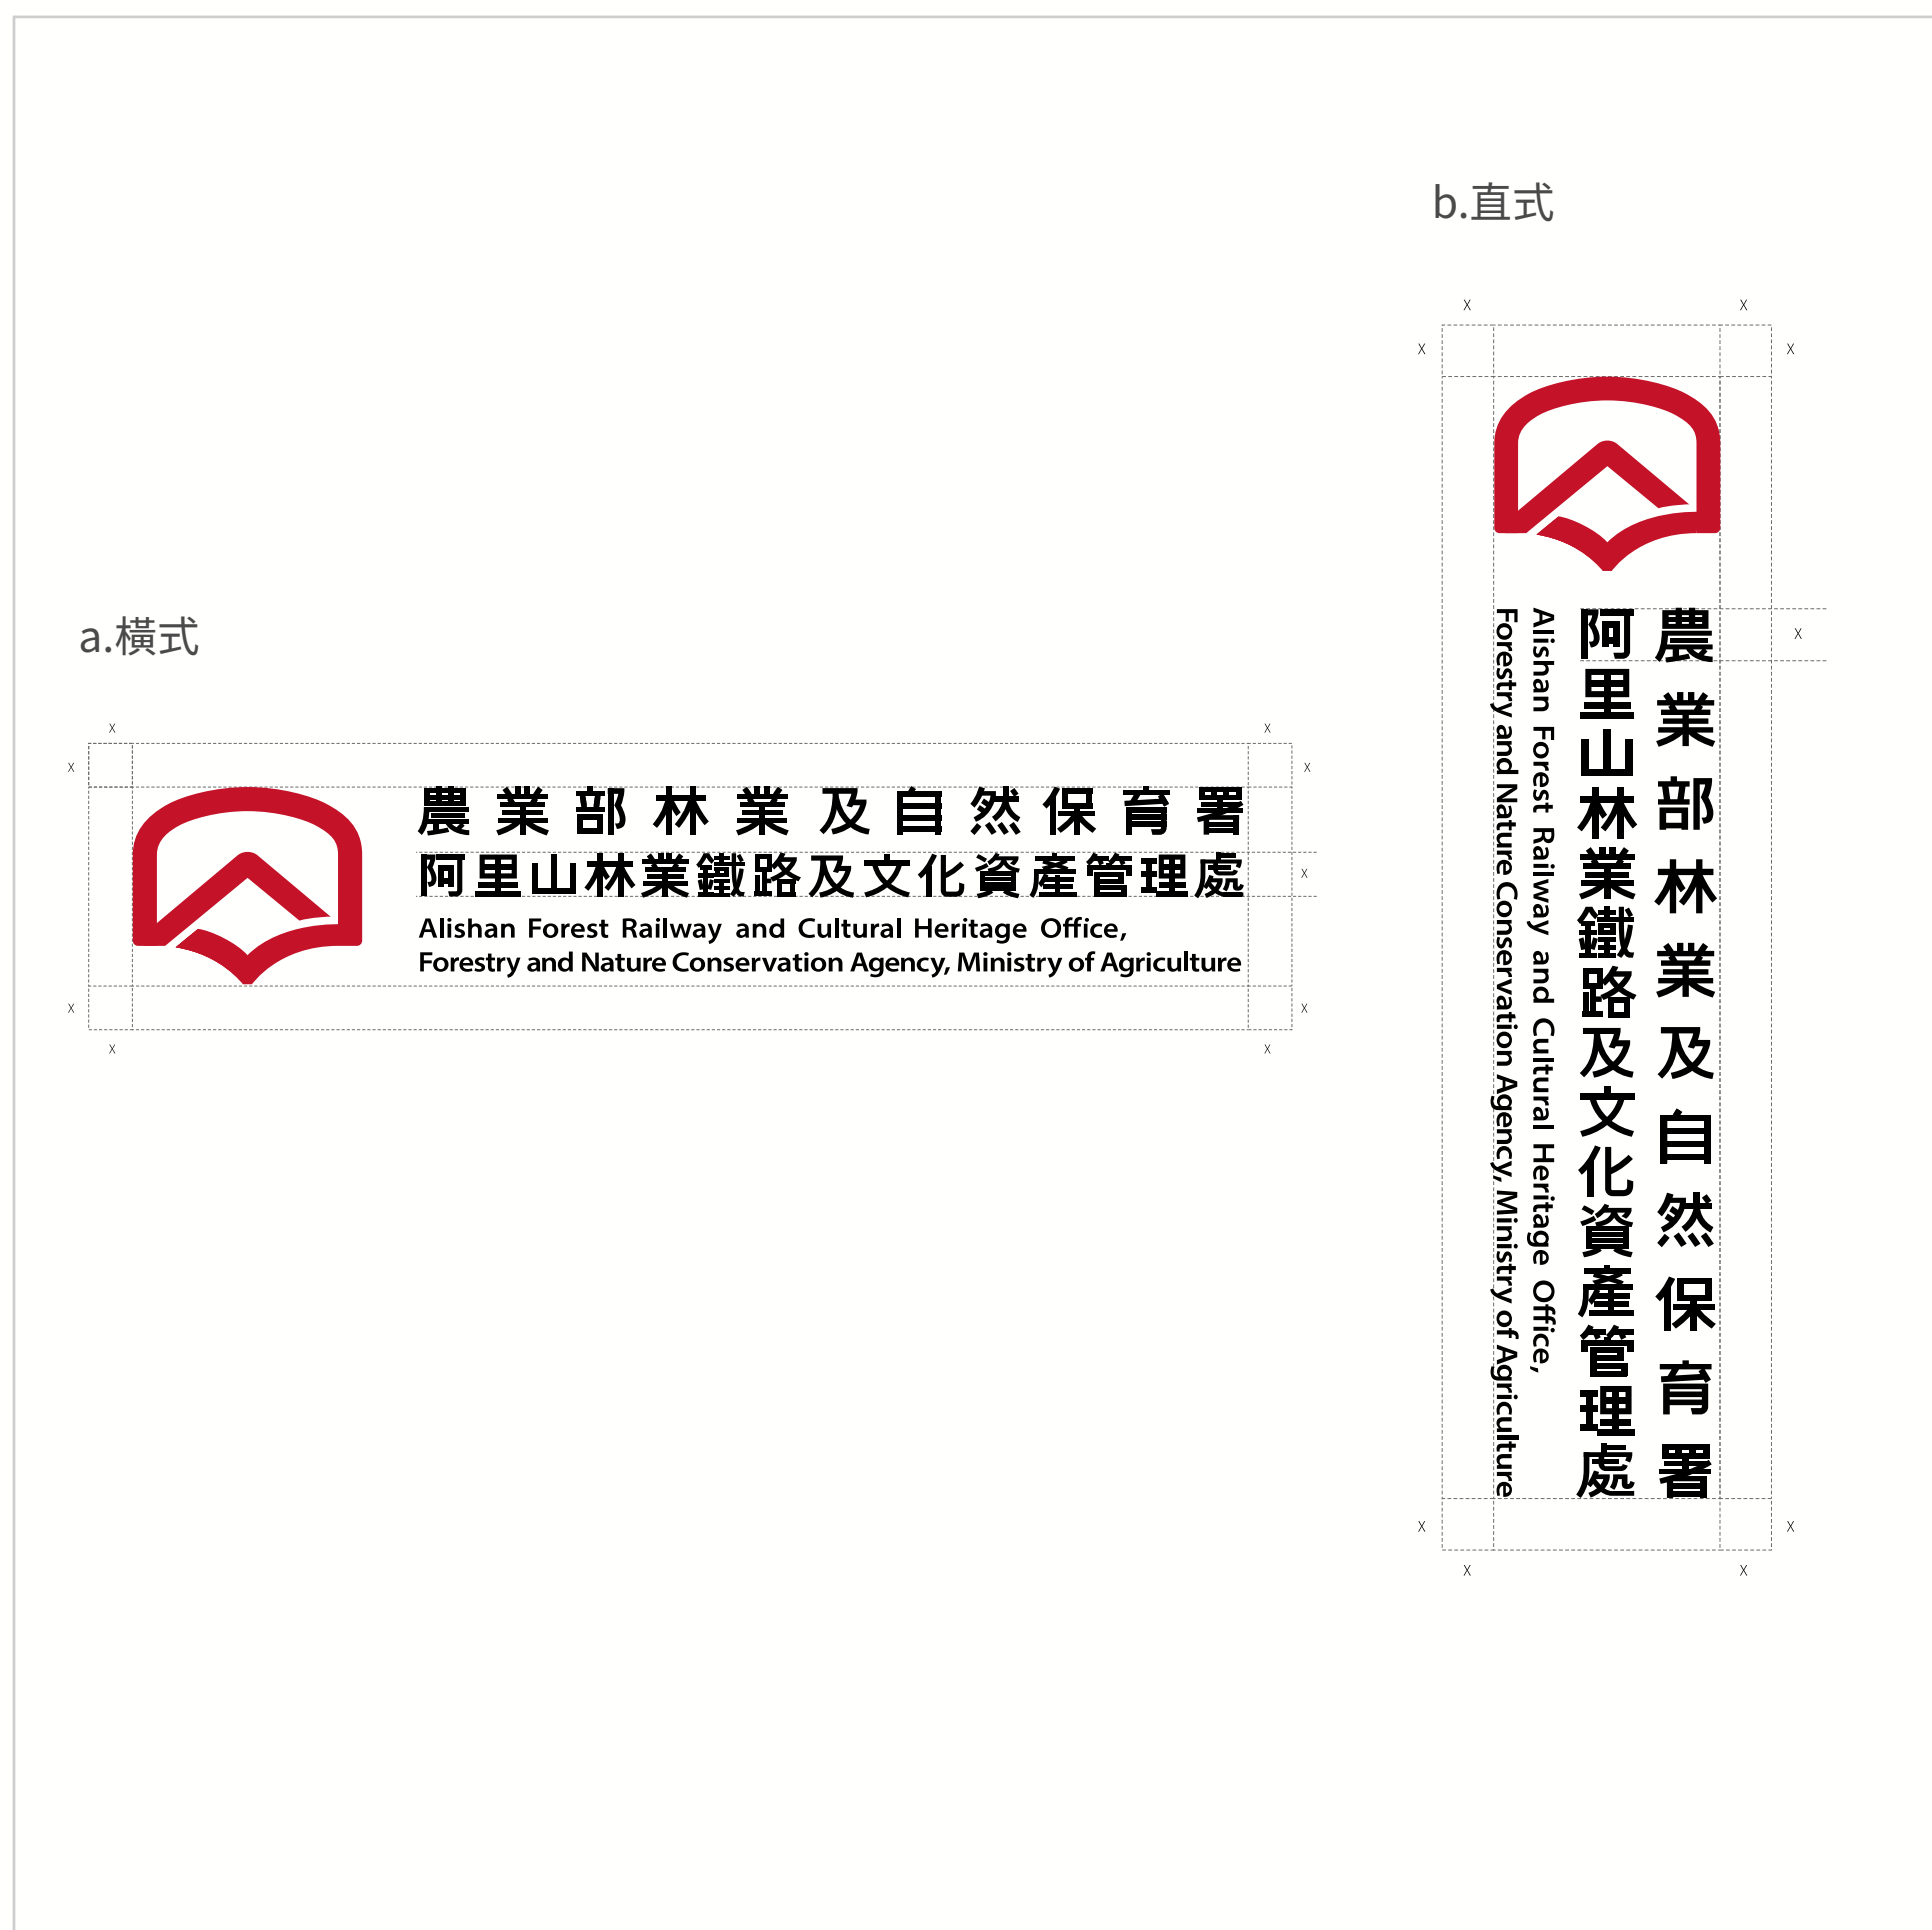 b.直式
X X
X X
農業部林業及自然保育署
阿里山林業鐵路及文化資產管理處
Alishan Forest Railway and Cultural Heritage Office,
Forestry and Nature Conservation Agency, Ministry of Agriculture
X
X X
X X
a.橫式
X X
X X
農業部林業及自然保育署
阿里山林業鐵路及文化資產管理處
X
Alishan Forest Railway and Cultural Heritage Office,
Forestry and Nature Conservation Agency, Ministry of Agriculture
X X
X X